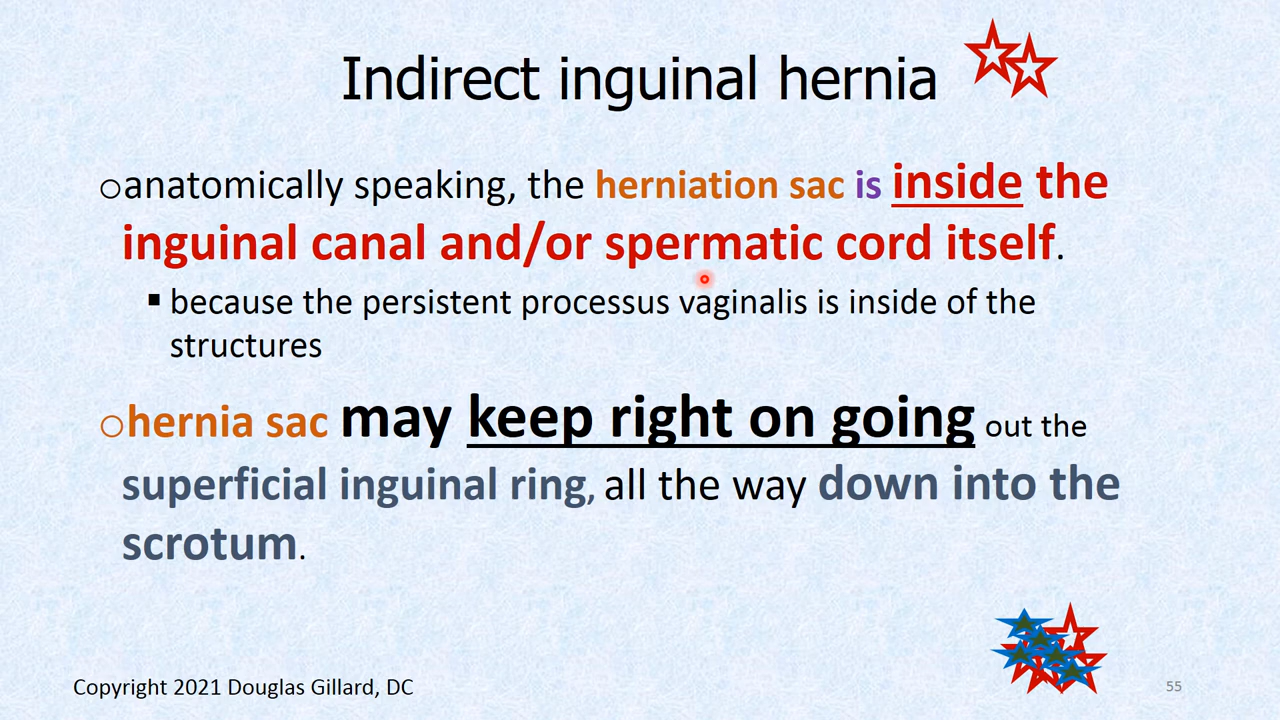 Indirect inguinal hernia
○anatomically speaking, the herniation sac is inside the
inguinal canal and/or spermatic cord itself.
▪ because the persistent processus vaginalis is inside of the
structures
○hernia sac may keep right on going out the
superficial inguinal ring, all the way down into the
scrotum.
Copyright 2021 Douglas Gillard, DC
55